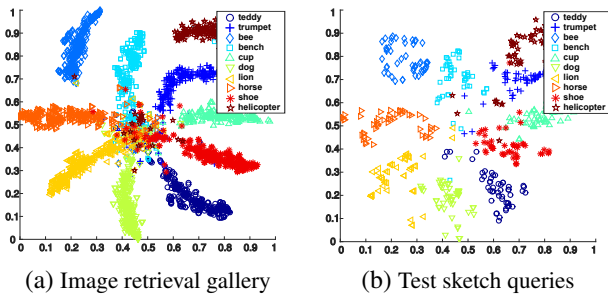 1
0.9
0.8
0.7
0.6
0.5
0.4
0.3
0.2
0.1
0
0 0.1 0.2 0.3 0.4 0.5 0.6 0.7 0.8 0.9 1
teddy
trumpet
bee
bench
cup
dog
lion
horse
shoe
helicopter
(a) Image retrieval gallery
1
0.9
0.8
0.7
0.6
0.5
0.4
0.3
0.2
0.1
0
0 0.1 0.2 0.3 0.4 0.5 0.6 0.7 0.8 0.9 1
teddy
trumpet
bee
bench
cup
dog
lion
horse
shoe
helicopter
(b) Test sketch queries